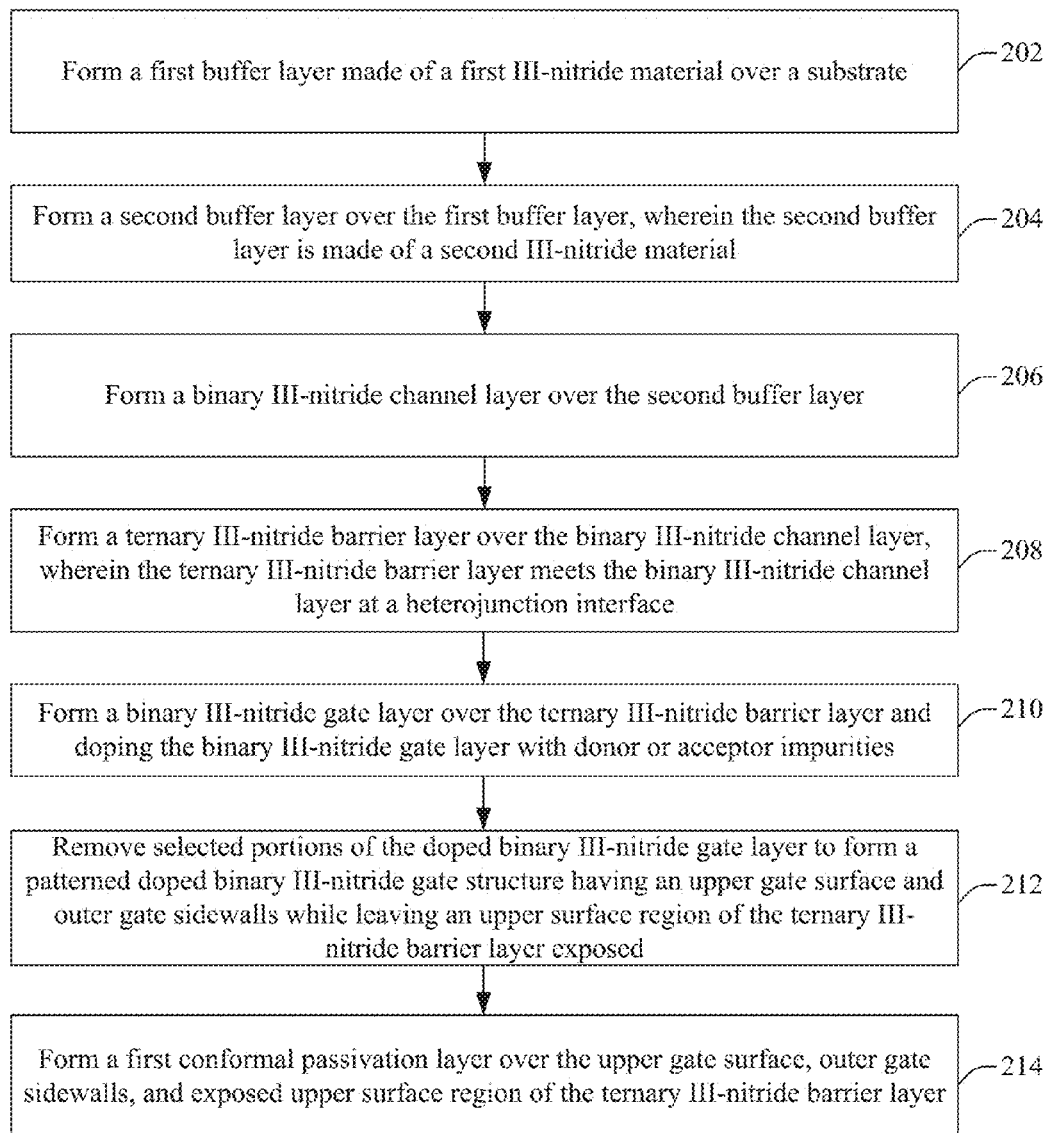 Form a first buffer layer made of a first III-nitride material over a substrate
202
Form a second buffer layer over the first buffer layer, wherein the second buffer
layer is made of a second III-nitride material
204
Form a binary III-nitride channel layer over the second buffer layer
206
Form a ternary III-nitride barrier layer over the binary III-nitride channel layer,
wherein the ternary III-nitride barrier layer meets the binary III-nitride channel
layer at a heterojunction interface
208
Form a binary III-nitride gate layer over the ternary III-nitride barrier layer and
doping the binary III-nitride gate layer with donor or acceptor impurities
210
Remove selected portions of the doped binary III-nitride gate layer to form a
patterned doped binary III-nitride gate structure having an upper gate surface and
outer gate sidewalls while leaving an upper surface region of the ternary III-
nitride barrier layer exposed
212
Form a first conformal passivation layer over the upper gate surface, outer gate
sidewalls, and exposed upper surface region of the ternary III-nitride barrier layer
214